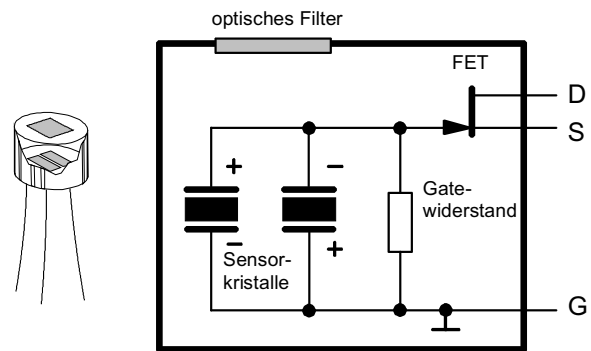 optisches Filter
FET
D
S
+
−
Gate-
widerstand
−
+
Sensor-
kristalle
G